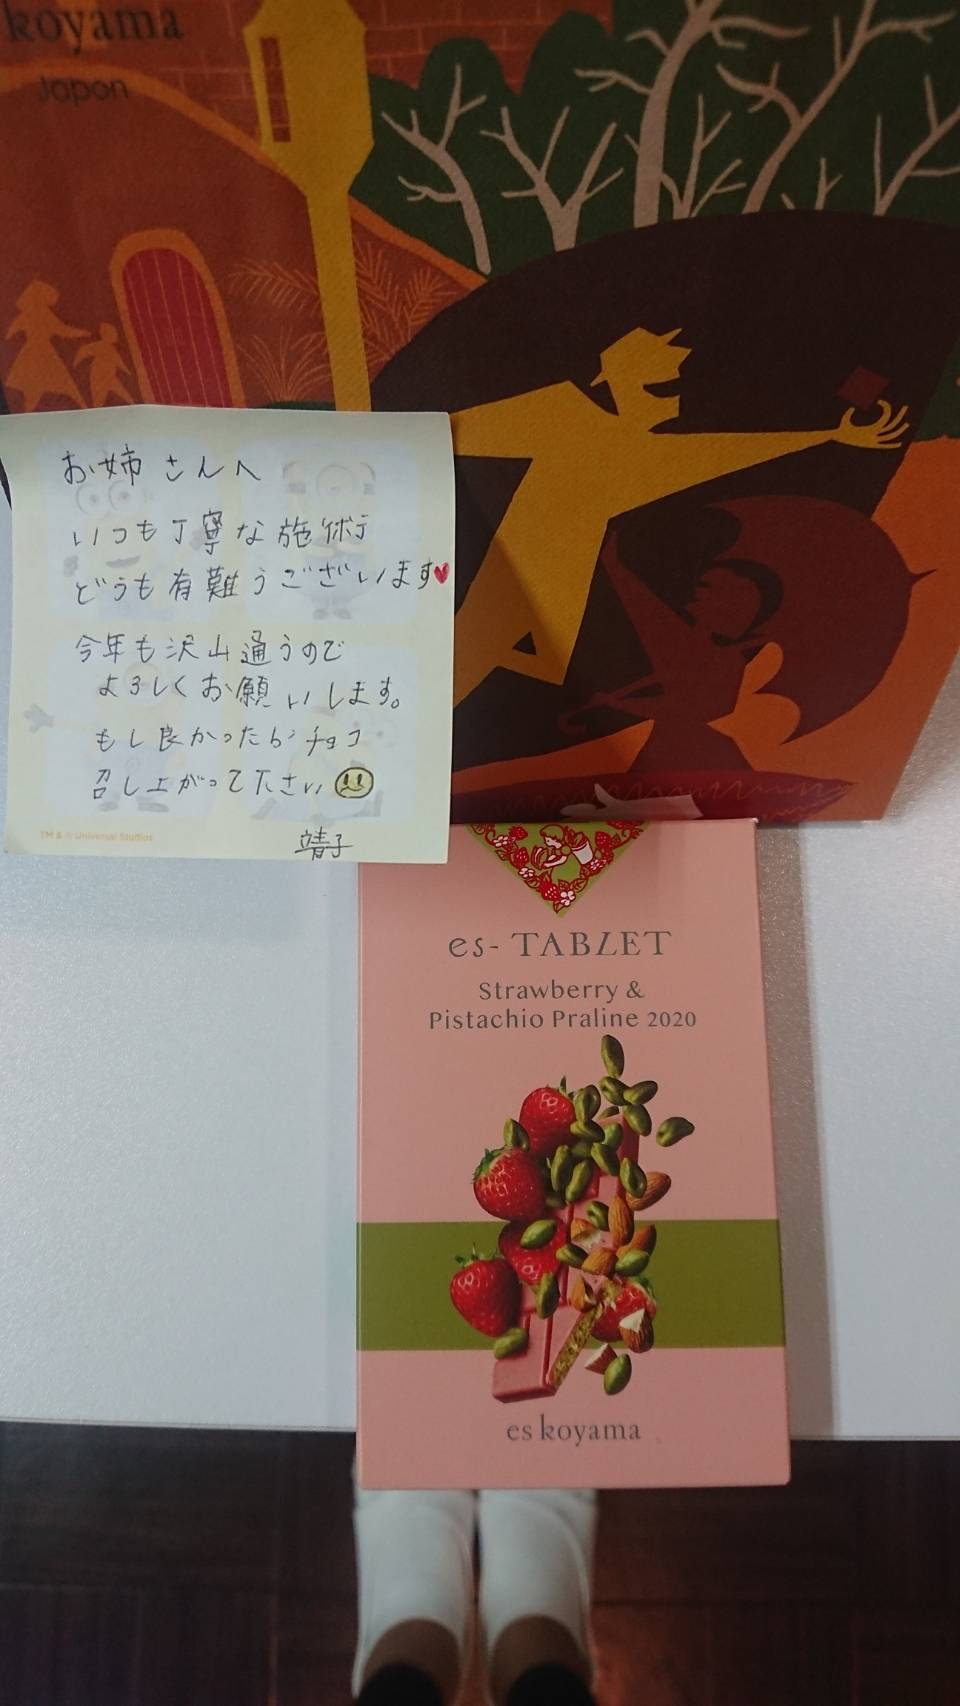 koyama
Japon
お姉さんへ
いつも丁寧な施術
どうも有難うございます♥
今年も沢山通うので
よろしくお願いします。
もし良かったらチョコ
召し上がって下さい
靖子
TM & © Universal Studios
es- TABLET
Strawberry &
Pistachio Praline 2020
es koyama